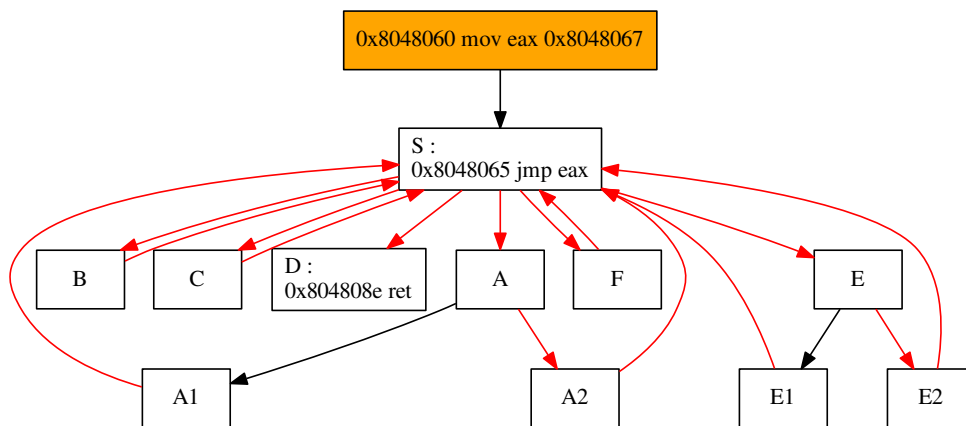 0x8048060 mov eax 0x8048067
S :
0x8048065 jmp eax
B
C
D :
0x804808e ret
A
F
E
A1
A2
E1
E2